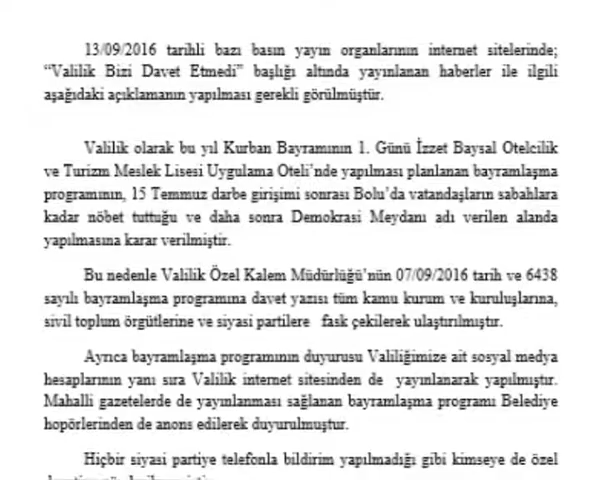 13/09/2016 tarihli bazı basın yayın organlarının internet sitelerinde;
“Valilik Bizi Davet Etmedi” başlığı altında yayınlanan haberler ile ilgili
aşağıdaki açıklamanın yapılması gerekli görülmüştür.
Valilik olarak bu yıl Kurban Bayramının 1. Günü İzzet Baysal Otelcilik
ve Turizm Meslek Lisesi Uygulama Oteli’nde yapılması planlanan bayramlaşma
programının, 15 Temmuz darbe girişimi sonrası Bolu’da vatandaşların sabahlara
kadar nöbet tuttuğu ve daha sonra Demokrasi Meydanı adı verilen alanda
yapılmasına karar verilmiştir.
Bu nedenle Valilik Özel Kalem Müdürlüğü’nün 07/09/2016 tarih ve 6438
sayılı bayramlaşma programına davet yazısı tüm kamu kurum ve kuruluşlarına,
sivil toplum örgütlerine ve siyasi partilere fask çekilerek ulaştırılmıştır.
Ayrıca bayramlaşma programının duyurusu Valiliğimize ait sosyal medya
hesaplarının yanı sıra Valilik internet sitesinden de yayınlanarak yapılmıştır.
Mahalli gazetelerde de yayınlanması sağlanan bayramlaşma programı Belediye
hopörlerinden de anons edilerek duyurulmuştur.
Hiçbir siyasi partiye telefonla bildirim yapılmadığı gibi kimseye de özel